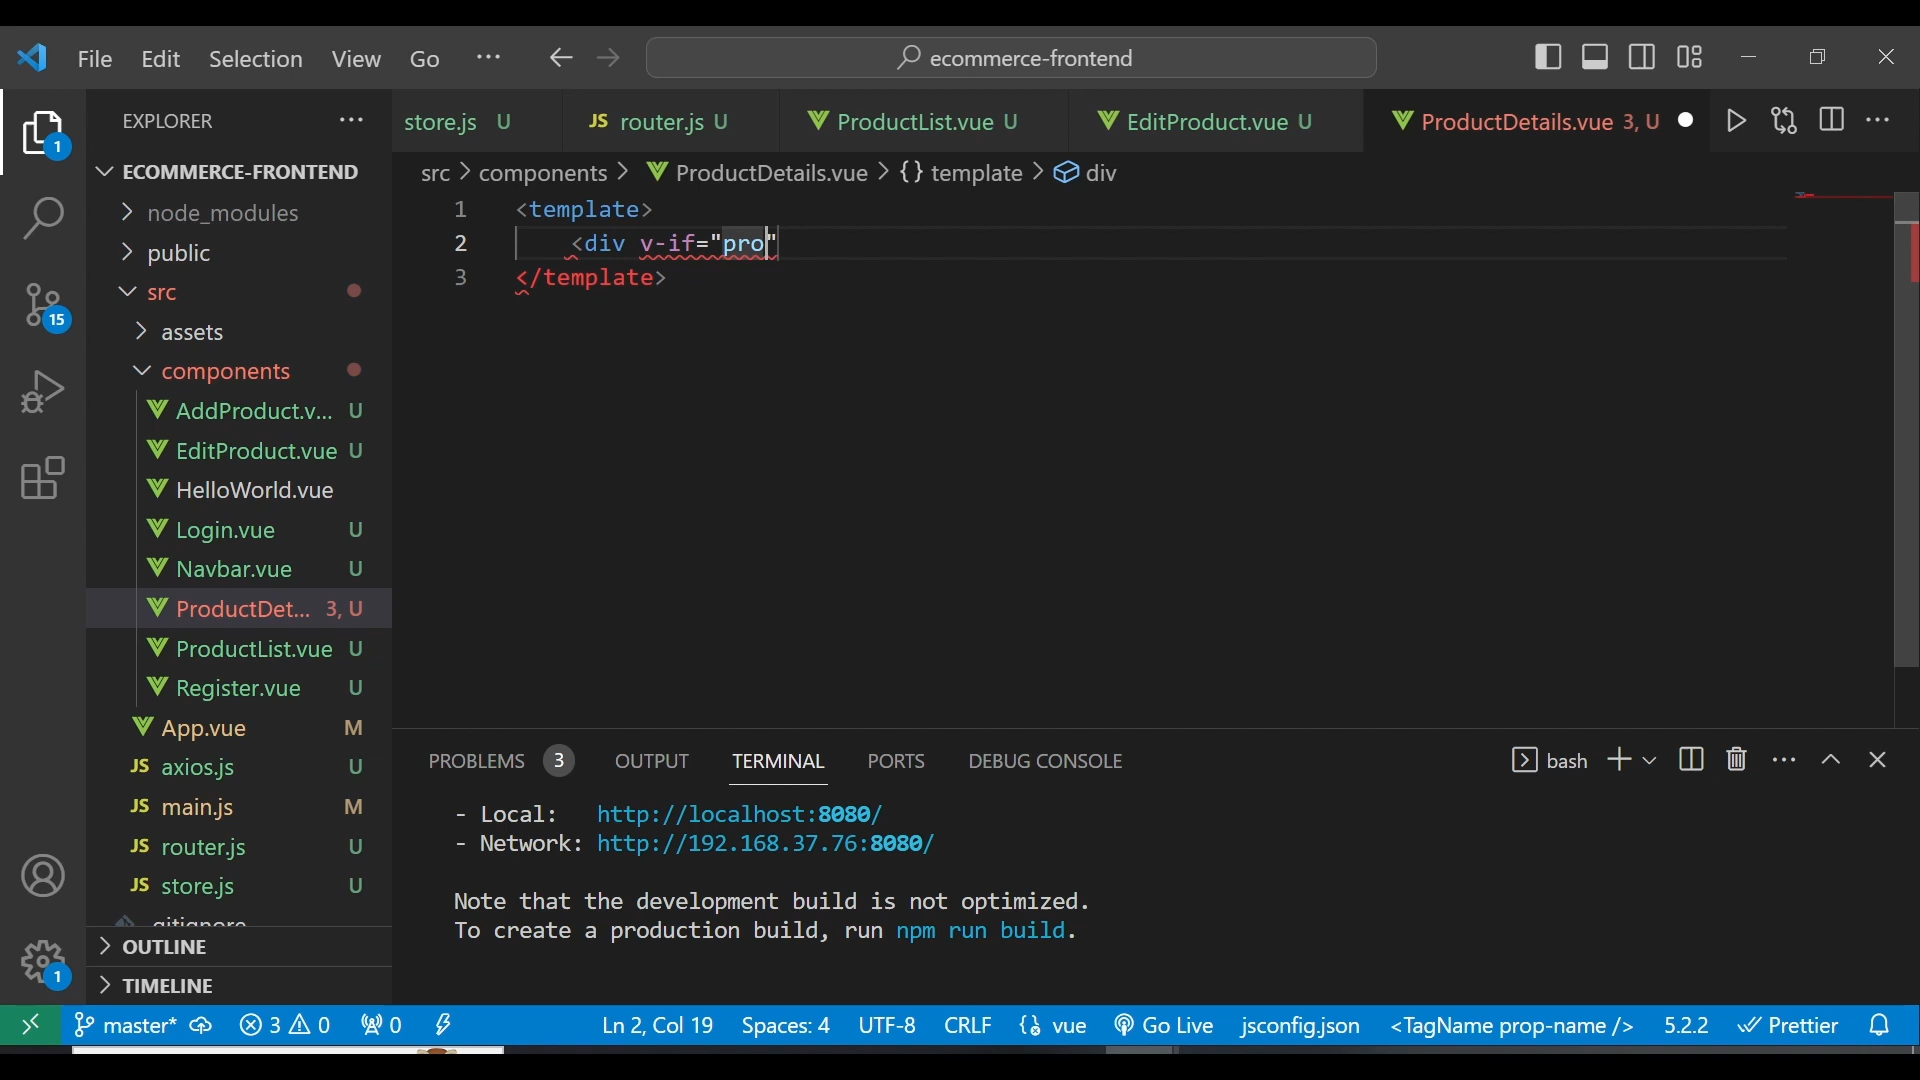 File Edit Selection View Go ··· ecommerce-frontend
EXPLORER ···
store.js U
JS router.js U
ProductList.vue U
EditProduct.vue U
ProductDetails.vue 3, U
1
ECOMMERCE-FRONTEND
src > components > ProductDetails.vue > {} template > div
node_modules
public
src
assets
components
AddProduct.v... U
EditProduct.vue U
HelloWorld.vue
Login.vue U
Navbar.vue U
ProductDet... 3, U
ProductList.vue U
Register.vue U
App.vue M
JS axios.js U
JS main.js M
JS router.js U
JS store.js U
.gitignore
OUTLINE
TIMELINE
15
1
1 <template>
2 <div v-if="pro"
3 </template>
PROBLEMS 3 OUTPUT TERMINAL PORTS DEBUG CONSOLE bash
- Local: http://localhost:8080/
- Network: http://192.168.37.76:8080/
Note that the development build is not optimized.
To create a production build, run npm run build.
master* 3 0 0 Ln 2, Col 19 Spaces: 4 UTF-8 CRLF vue Go Live jsconfig.json <TagName prop-name /> 5.2.2 Prettier